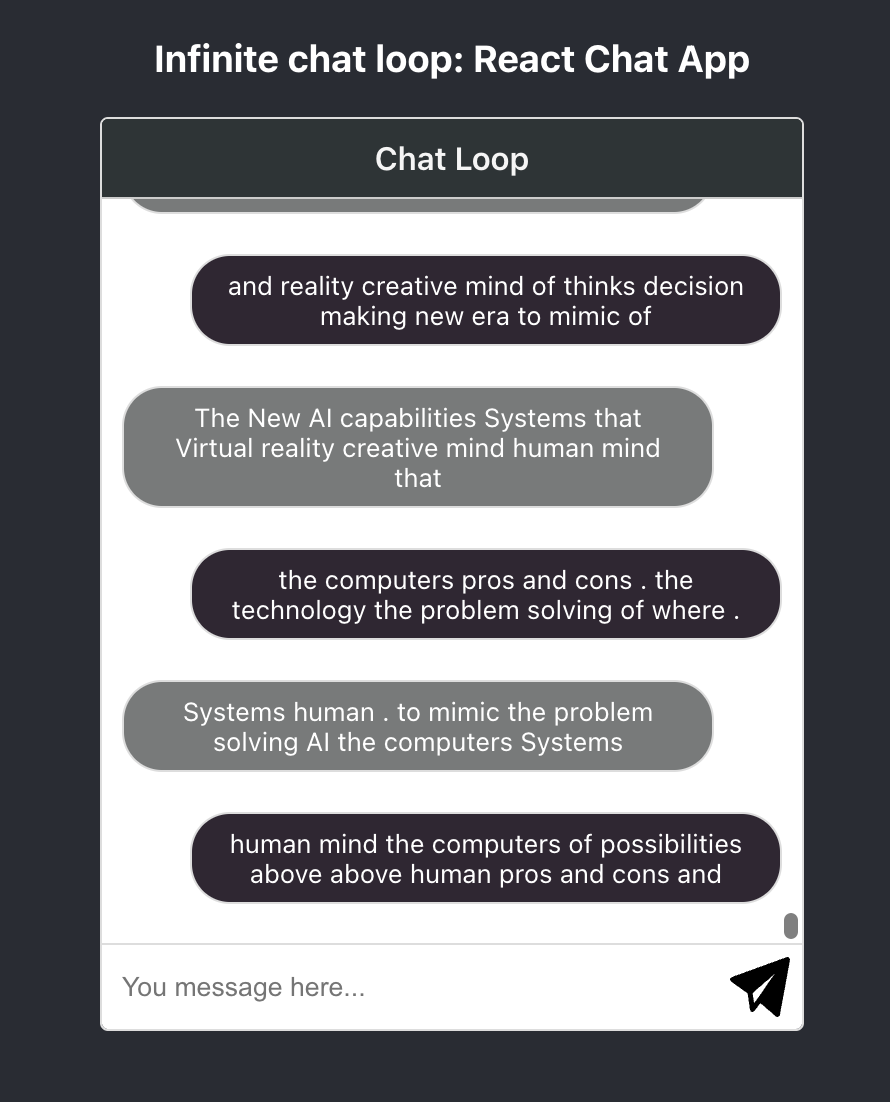 Infinite chat loop: React Chat App
Chat Loop
and reality creative mind of thinks decision
making new era to mimic of
The New AI capabilities Systems that
Virtual reality creative mind human mind
that
the computers pros and cons . the
technology the problem solving of where .
Systems human . to mimic the problem
solving AI the computers Systems
human mind the computers of possibilities
above above human pros and cons and
You message here...